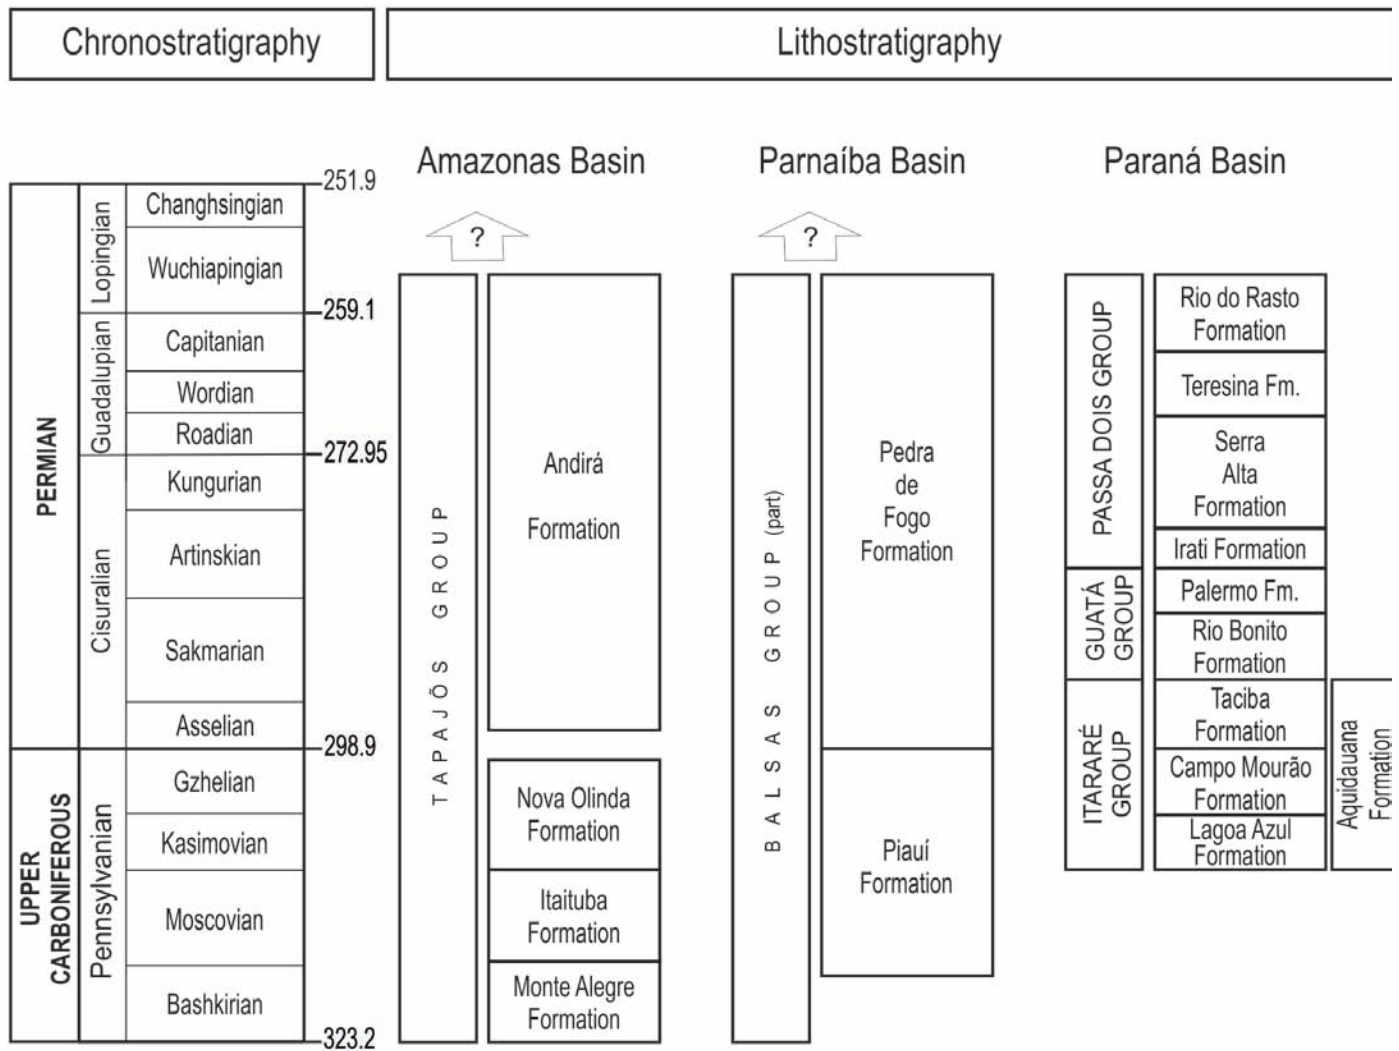 Chronostratigraphy
Lithostratigraphy
Amazonas Basin
Parnaíba Basin
Paraná Basin
PERMIAN
UPPER
CARBONIFEROUS
Lopingian
Guadalupian
Cisuralian
Pennsylvanian
Changhsingian
Wuchiapingian
Capitanian
Wordian
Roadian
Kungurian
Artinskian
Sakmarian
Asselian
Gzhelian
Kasimovian
Moscovian
Bashkirian
251.9
259.1
272.95
298.9
323.2
?
TAPAJÕS GROUP
Andirá
Formation
Nova Olinda
Formation
Itaituba
Formation
Monte Alegre
Formation
?
BALSAS GROUP (part)
Pedra
de
Fogo
Formation
Piauí
Formation
PASSA DOIS GROUP
GUATÁ
GROUP
ITARARÉ
GROUP
Rio do Rasto
Formation
Teresina Fm.
Serra
Alta
Formation
Irati Formation
Palermo Fm.
Rio Bonito
Formation
Taciba
Formation
Campo Mourão
Formation
Lagoa Azul
Formation
Aquidauana
Formation